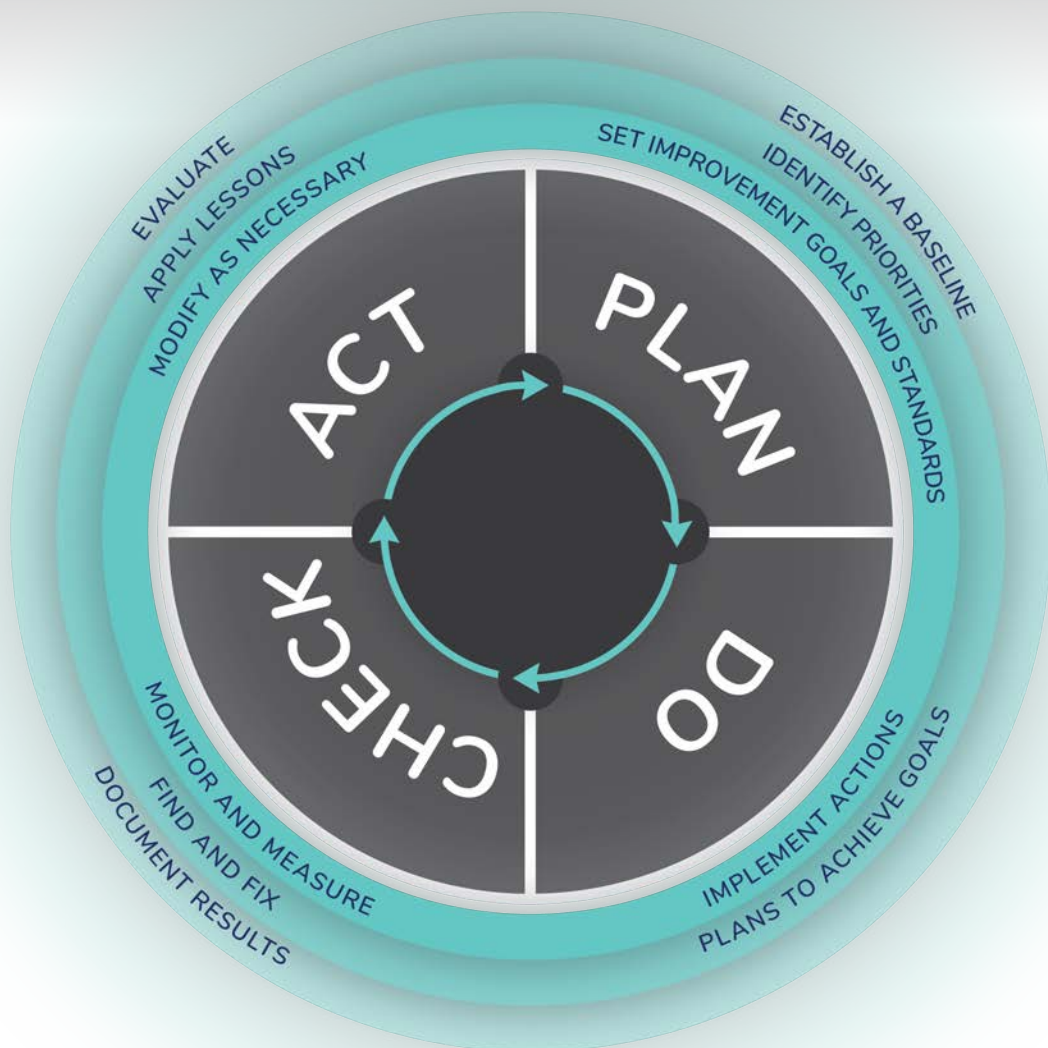 PLAN
ESTABLISH A BASELINE
IDENTIFY PRIORITIES
SET IMPROVEMENT GOALS AND STANDARDS
DO
IMPLEMENT ACTIONS
PLANS TO ACHIEVE GOALS
CHECK
MONITOR AND MEASURE
FIND AND FIX
DOCUMENT RESULTS
ACT
EVALUATE
APPLY LESSONS
MODIFY AS NECESSARY